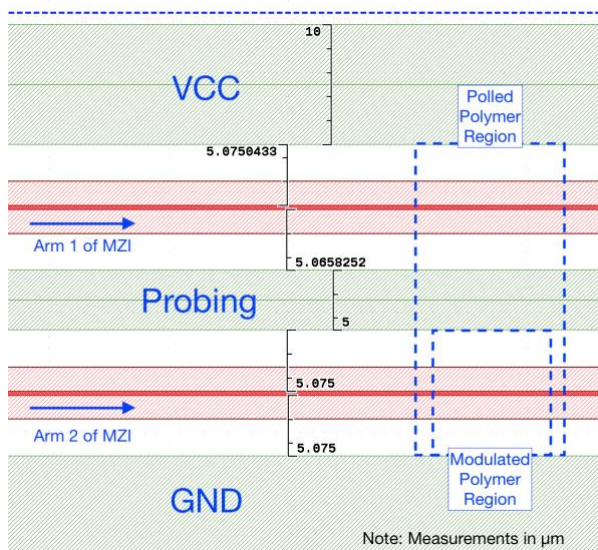 10
VCC
Polled
Polymer
Region
5.0750433
Arm 1 of MZI
5.0658252
Probing
5
5.075
Arm 2 of MZI
5.075
Modulated
Polymer
Region
GND
Note: Measurements in µm